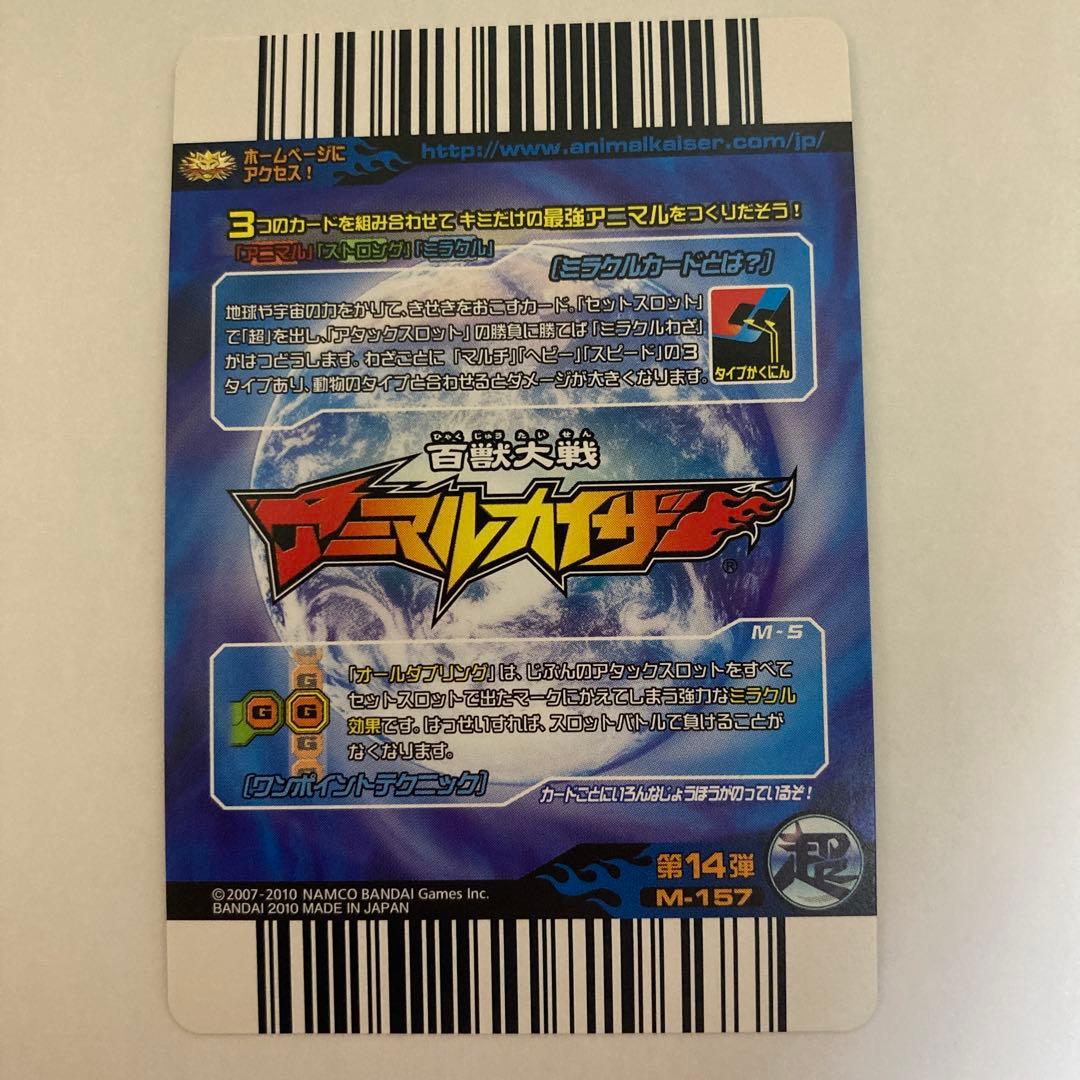 ホームページに
アクセス!
http://www.animalkaiser.com/jp/
3つのカードを組み合わせて キミだけの最強アニマルをつくりだそう!
「アニマル」「ストロング」「ミラクル」
[ミラクルカードとは?]
地球や宇宙の力をかりて、きせきをおこすカード。「セットスロット」
で「超」を出し、「アタックスロット」の勝負に勝てば「ミラクルわざ」
がはつどうします。わざごとに「マルチ」「ヘビー」「スピード」の3
タイプあり、動物のタイプと合わせるとダメージが大きくなります。
タイプかくにん
ひゃくじゅうたいせん
百獣大戦
アニマルカイザー
®
M-5
「オールダブリング」は、じぶんのアタックスロットをすべて
セットスロットで出たマークにかえてしまう強力なミラクル
効果です。はっせいすれば、スロットバトルで負けることが
なくなります。
G
G G
G
G
[ワンポイントテクニック]
カードごとにいろんなじょうほうがのっているぞ!
第14弾
M-157
超
©2007-2010 NAMCO BANDAI Games Inc.
BANDAI 2010 MADE IN JAPAN